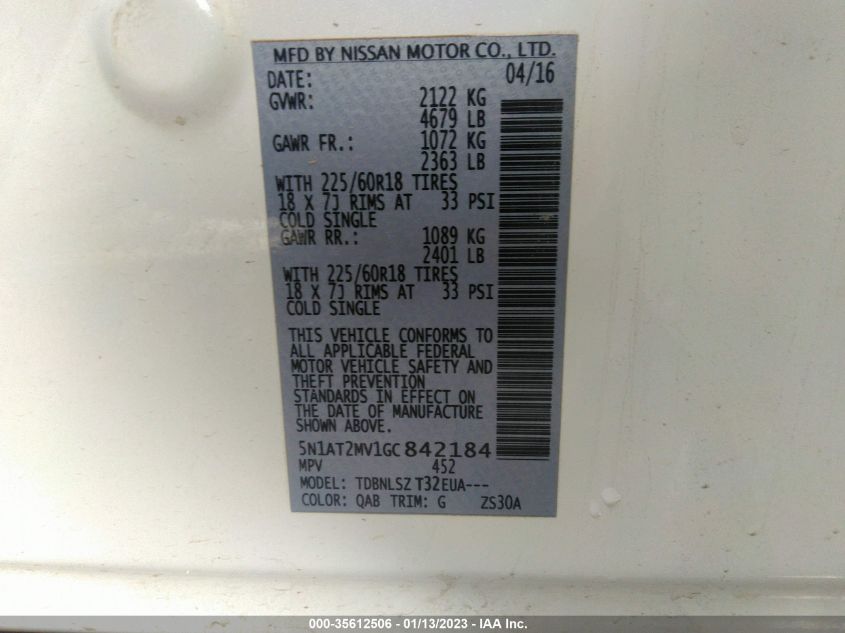 MFD BY NISSAN MOTOR CO., LTD.
DATE: 04/16
GVWR: 2122 KG
4679 LB
GAWR FR.: 1072 KG
2363 LB
WITH 225/60R18 TIRES
18 X 7J RIMS AT 33 PSI
COLD SINGLE
GAWR RR.: 1089 KG
2401 LB
WITH 225/60R18 TIRES
18 X 7J RIMS AT 33 PSI
COLD SINGLE
THIS VEHICLE CONFORMS TO
ALL APPLICABLE FEDERAL
MOTOR VEHICLE SAFETY AND
THEFT PREVENTION
STANDARDS IN EFFECT ON
THE DATE OF MANUFACTURE
SHOWN ABOVE.
5N1AT2MV1GC842184
MPV 452
MODEL: TDBNLSZ T32EUA---
COLOR: QAB TRIM: G ZS30A
000-35612506 - 01/13/2023 - IAA Inc.